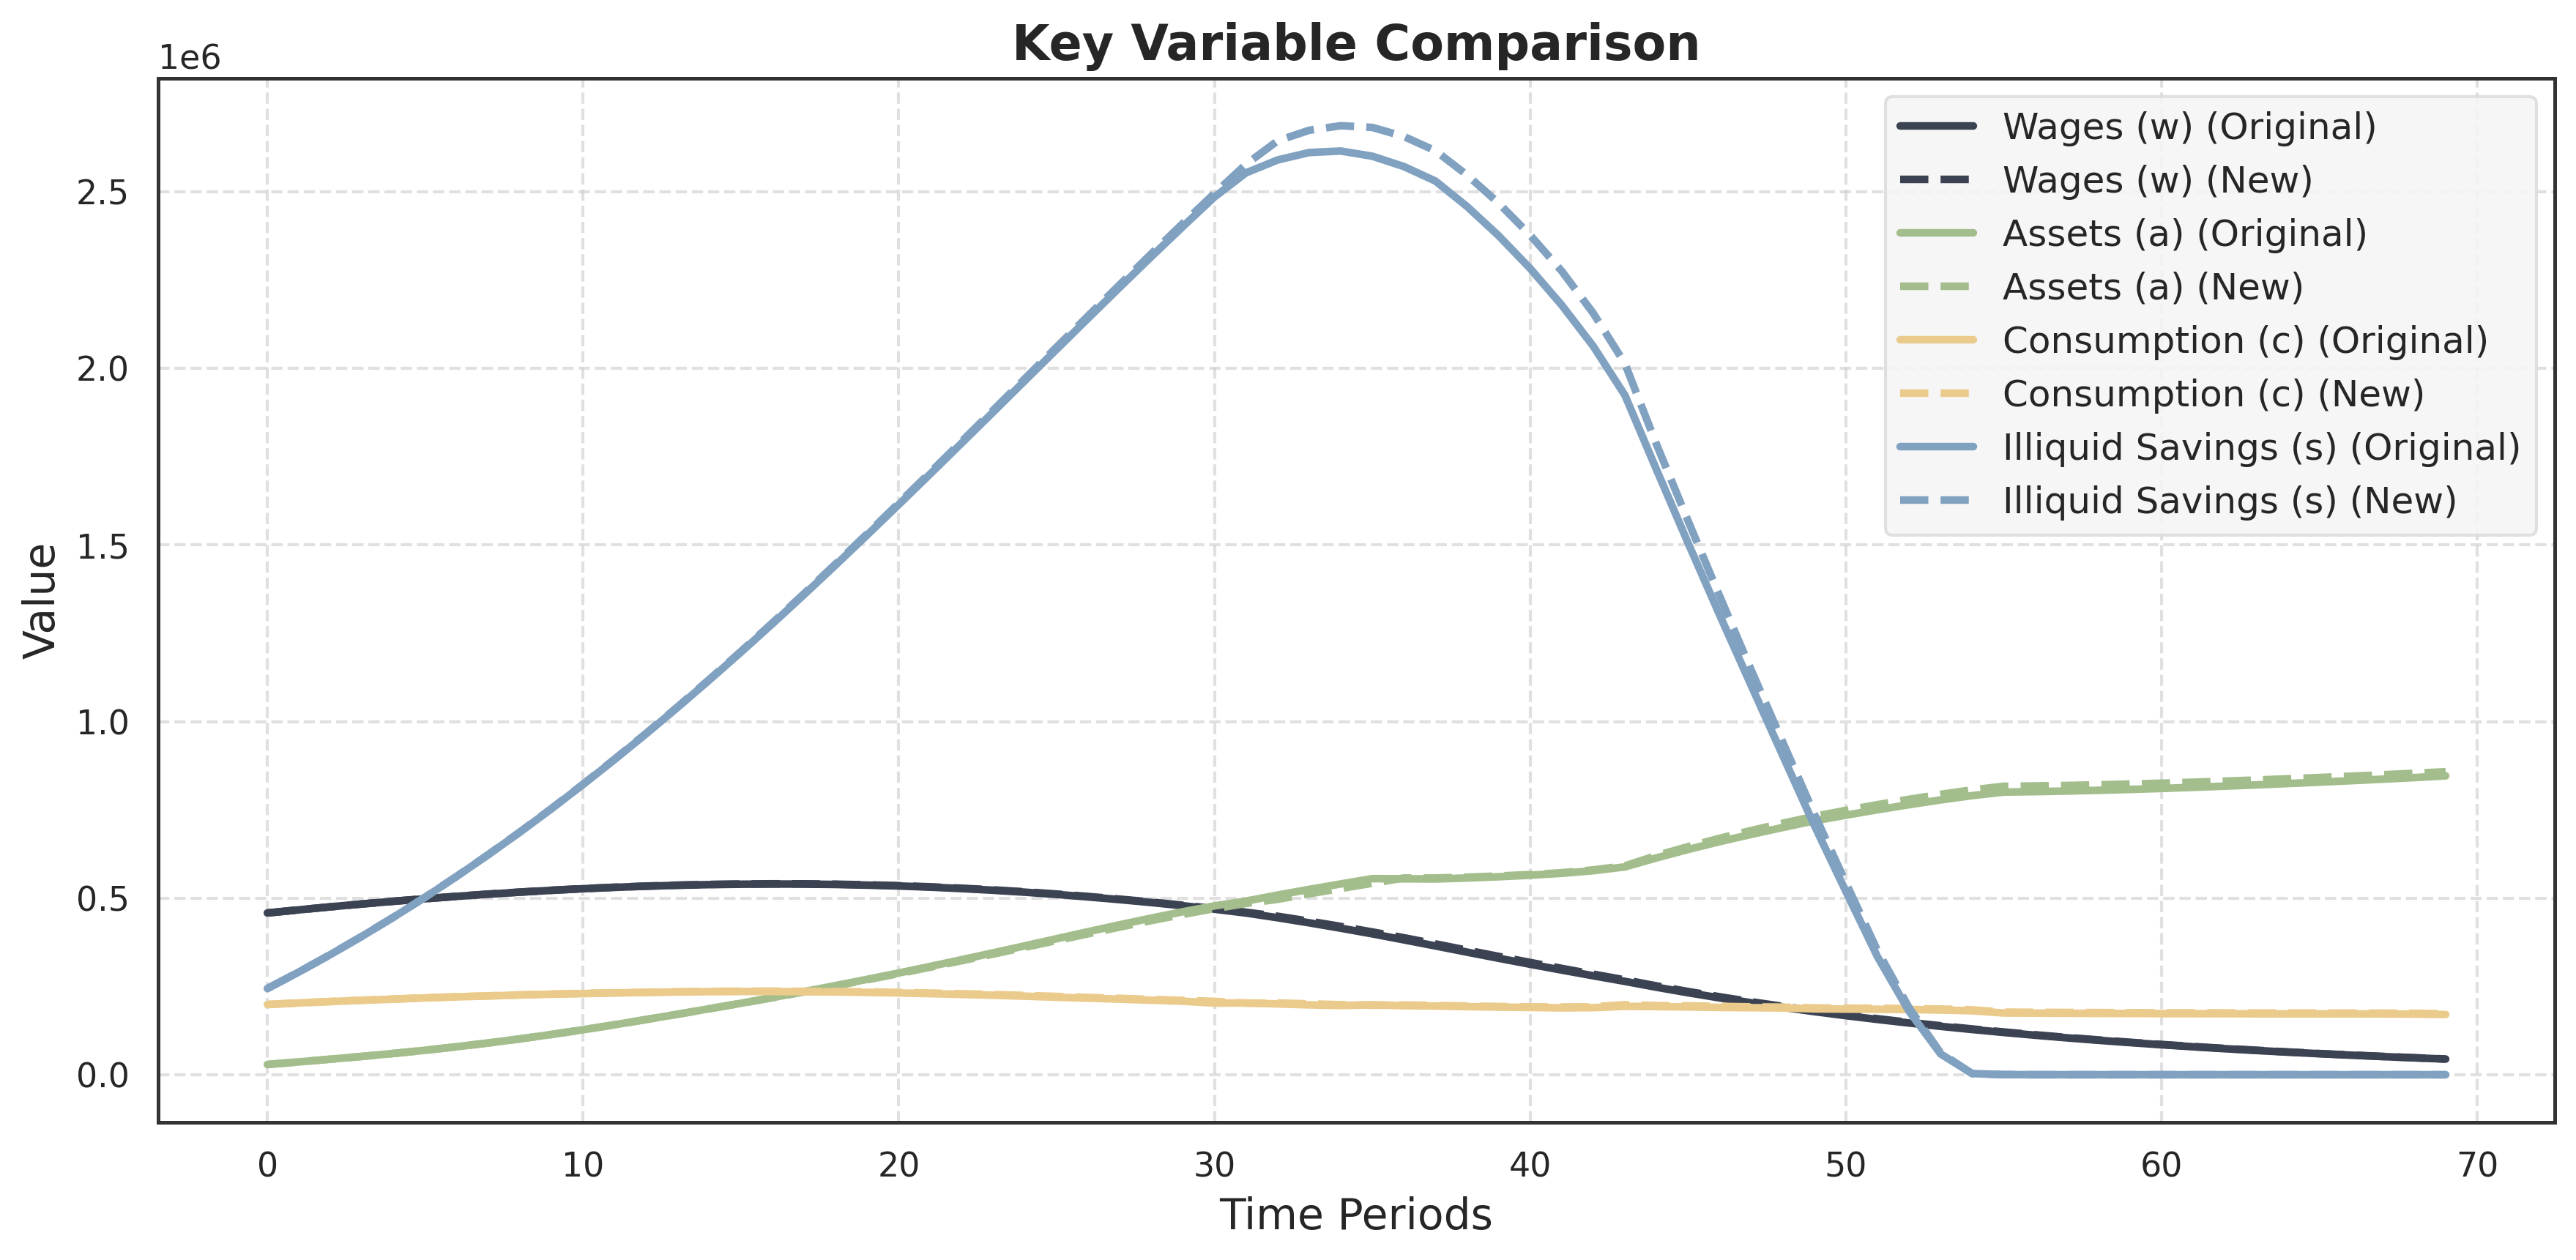 Key Variable Comparison
1e6
Wages (w) (Original)
Wages (w) (New)
Assets (a) (Original)
Assets (a) (New)
Consumption (c) (Original)
Consumption (c) (New)
Illiquid Savings (s) (Original)
Illiquid Savings (s) (New)
2.5
2.0
1.5
1.0
0.5
0.0
Value
0 10 20 30 40 50 60 70
Time Periods